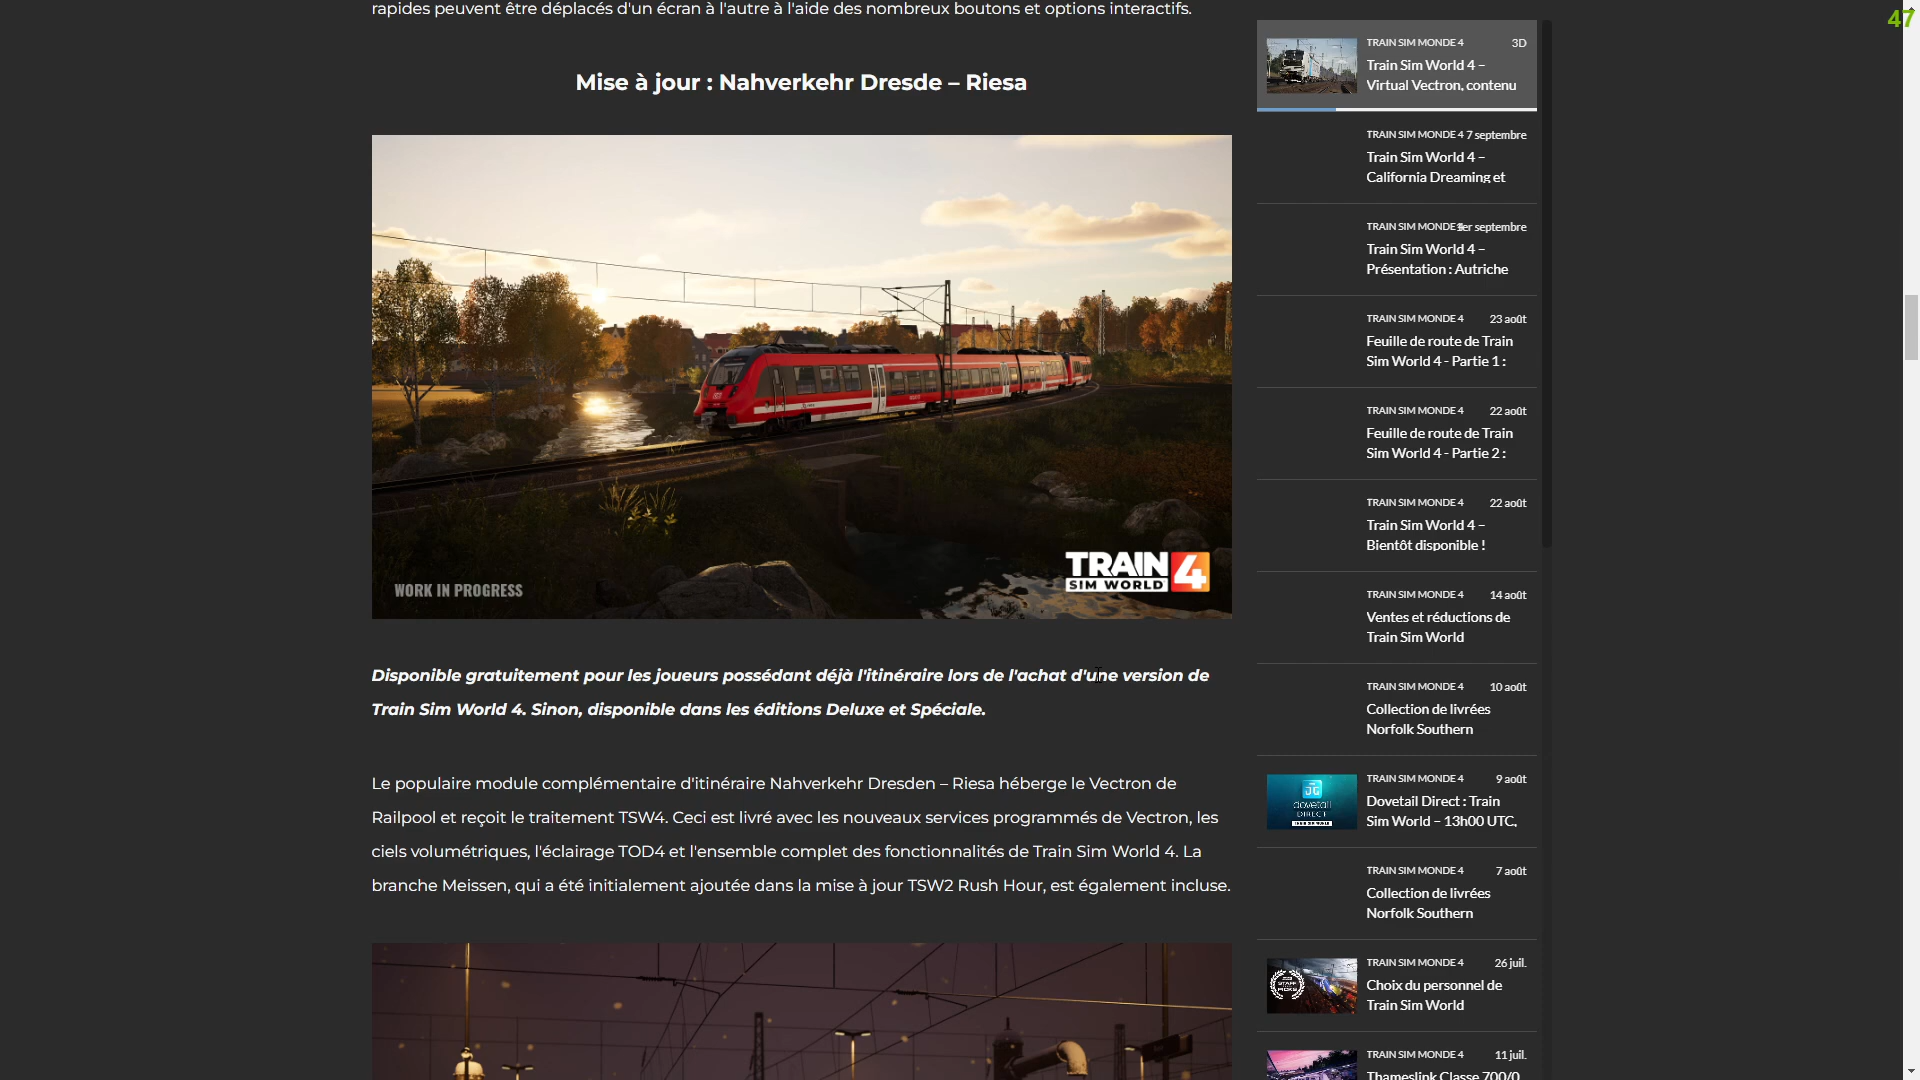 rapides peuvent être déplacés d'un écran à l'autre à l'aide des nombreux boutons et options interactifs.
Mise à jour : Nahverkehr Dresde – Riesa
WORK IN PROGRESS
TRAIN
SIM WORLD 4
Disponible gratuitement pour les joueurs possédant déjà l'itinéraire lors de l'achat d'une version de
Train Sim World 4. Sinon, disponible dans les éditions Deluxe et Spéciale.
Le populaire module complémentaire d'itinéraire Nahverkehr Dresden – Riesa héberge le Vectron de
Railpool et reçoit le traitement TSW4. Ceci est livré avec les nouveaux services programmés de Vectron, les
ciels volumétriques, l'éclairage TOD4 et l'ensemble complet des fonctionnalités de Train Sim World 4. La
branche Meissen, qui a été initialement ajoutée dans la mise à jour TSW2 Rush Hour, est également incluse.
47
TRAIN SIM MONDE 4 3D
Train Sim World 4 –
Virtual Vectron, contenu
TRAIN SIM MONDE 4 7 septembre
Train Sim World 4 –
California Dreaming et
TRAIN SIM MONDE 1er septembre
Train Sim World 4 –
Présentation : Autriche
TRAIN SIM MONDE 4 23 août
Feuille de route de Train
Sim World 4 - Partie 1 :
TRAIN SIM MONDE 4 22 août
Feuille de route de Train
Sim World 4 - Partie 2 :
TRAIN SIM MONDE 4 22 août
Train Sim World 4 –
Bientôt disponible !
TRAIN SIM MONDE 4 14 août
Ventes et réductions de
Train Sim World
TRAIN SIM MONDE 4 10 août
Collection de livrées
Norfolk Southern
dovetail
DIRECT
TRAIN SIM MONDE 4 9 août
Dovetail Direct : Train
Sim World – 13h00 UTC,
TRAIN SIM MONDE 4 7 août
Collection de livrées
Norfolk Southern
STAFF
PICKS
TRAIN SIM MONDE 4 26 juil.
Choix du personnel de
Train Sim World
TRAIN SIM MONDE 4 11 juil.
Thameslink Classe 700/0